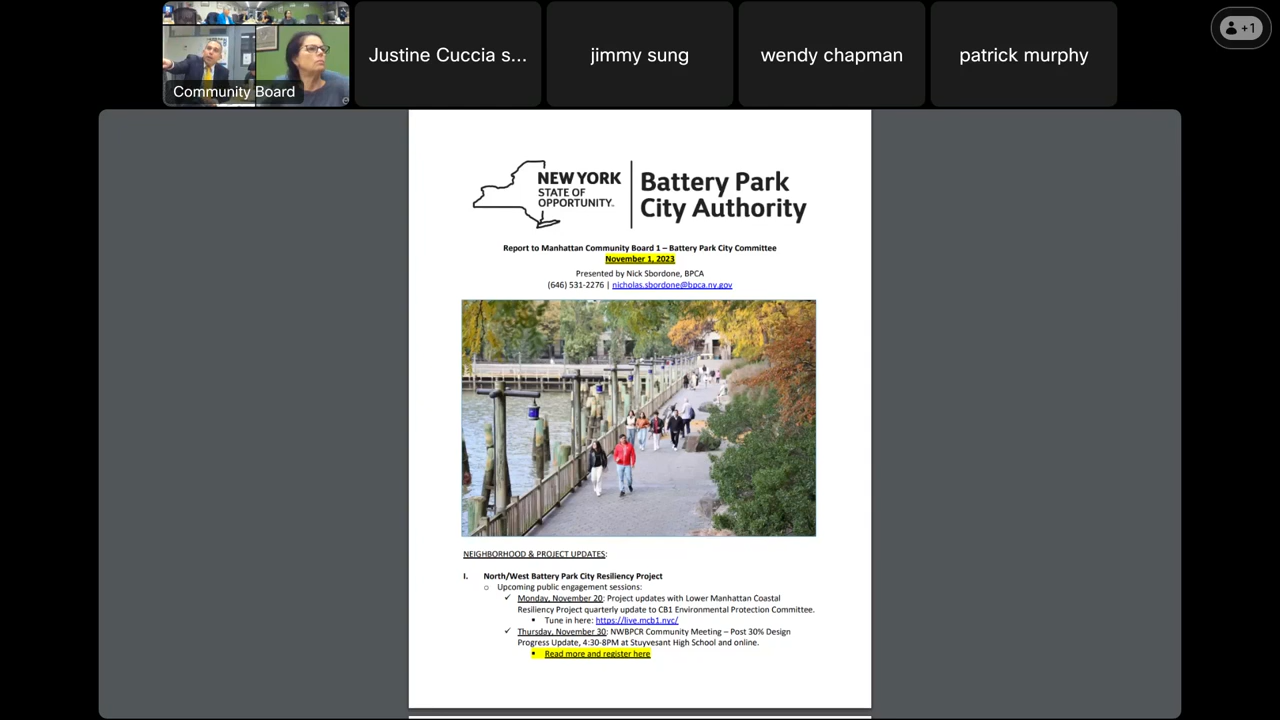 Community Board
Justine Cuccia s...
jimmy sung
wendy chapman
patrick murphy
+1
NEW YORK
STATE OF
OPPORTUNITY.
Battery Park
City Authority
Report to Manhattan Community Board 1 – Battery Park City Committee
November 1, 2023
Presented by Nick Sbordone, BPCA
(646) 531-2276 | nicholas.sbordone@bpca.ny.gov
NEIGHBORHOOD & PROJECT UPDATES:
I. North/West Battery Park City Resiliency Project
o Upcoming public engagement sessions:
✓ Monday, November 20: Project updates with Lower Manhattan Coastal
Resiliency Project quarterly update to CB1 Environmental Protection Committee.
▪ Tune in here: https://live.mcb1.nyc/
✓ Thursday, November 30: NWBPCR Community Meeting – Post 30% Design
Progress Update, 4:30-8PM at Stuyvesant High School and online.
▪ Read more and register here